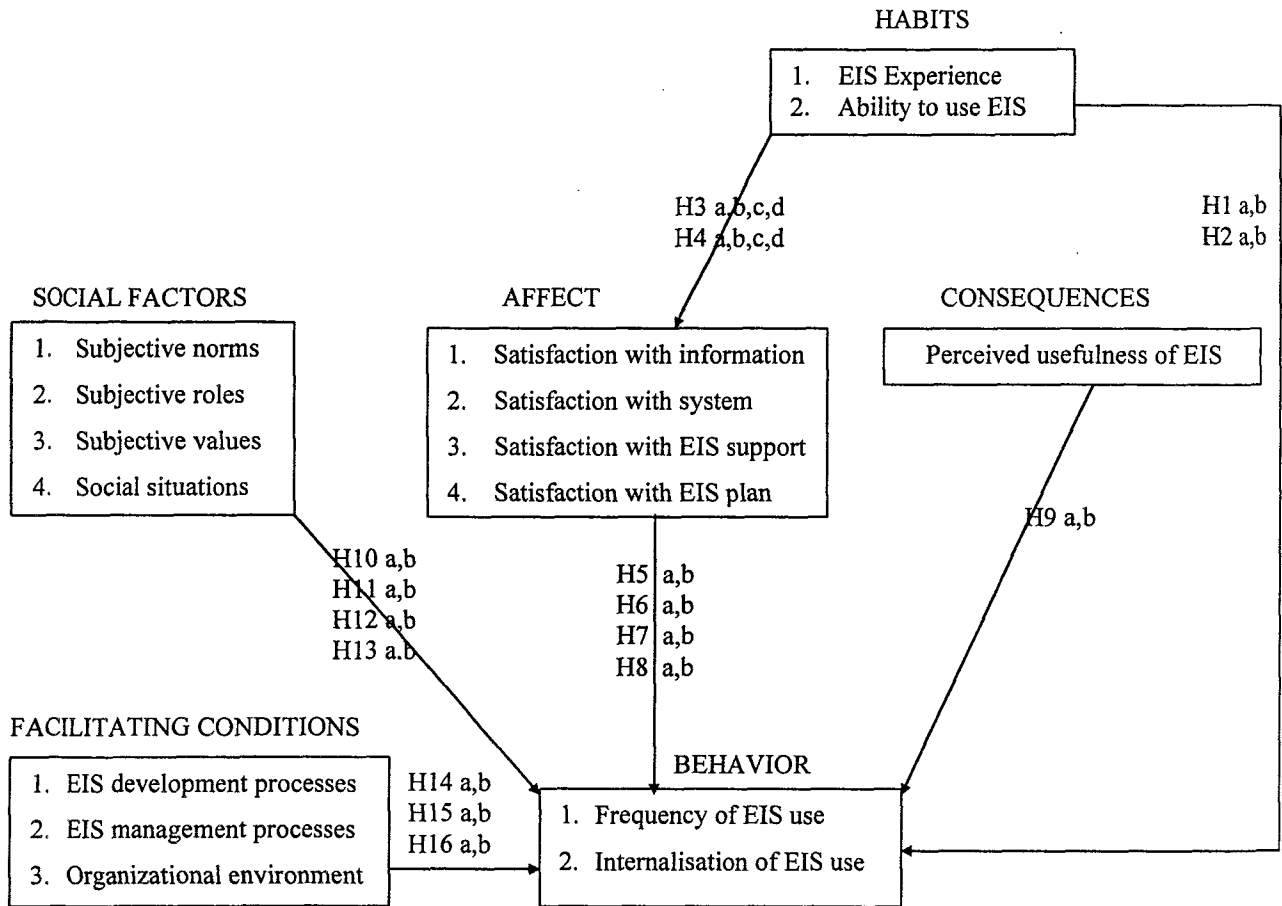 HABITS
1. EIS Experience
2. Ability to use EIS
H3 a,b,c,d
H4 a,b,c,d
H1 a,b
H2 a,b
SOCIAL FACTORS
1. Subjective norms
2. Subjective roles
3. Subjective values
4. Social situations
AFFECT
1. Satisfaction with information
2. Satisfaction with system
3. Satisfaction with EIS support
4. Satisfaction with EIS plan
CONSEQUENCES
Perceived usefulness of EIS
H10 a,b
H11 a,b
H12 a,b
H13 a.b
H5 a,b
H6 a,b
H7 a,b
H8 a,b
H9 a,b
FACILITATING CONDITIONS
1. EIS development processes
2. EIS management processes
3. Organizational environment
H14 a,b
H15 a,b
H16 a,b
BEHAVIOR
1. Frequency of EIS use
2. Internalisation of EIS use